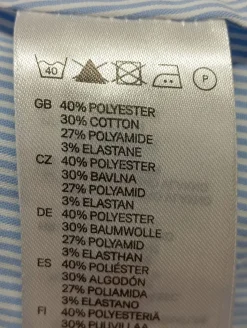 40 P
GB 40% POLYESTER
30% COTTON
27% POLYAMIDE
3% ELASTANE
CZ 40% POLYESTER
30% BAVLNA
27% POLYAMID
3% ELASTAN
DE 40% POLYESTER
30% BAUMWOLLE
27% POLYAMID
3% ELASTHAN
ES 40% POLIÉSTER
30% ALGODÓN
27% POLIAMIDA
3% ELASTANO
FI 40% POLYESTERIÄ
30% PUUVILLAA